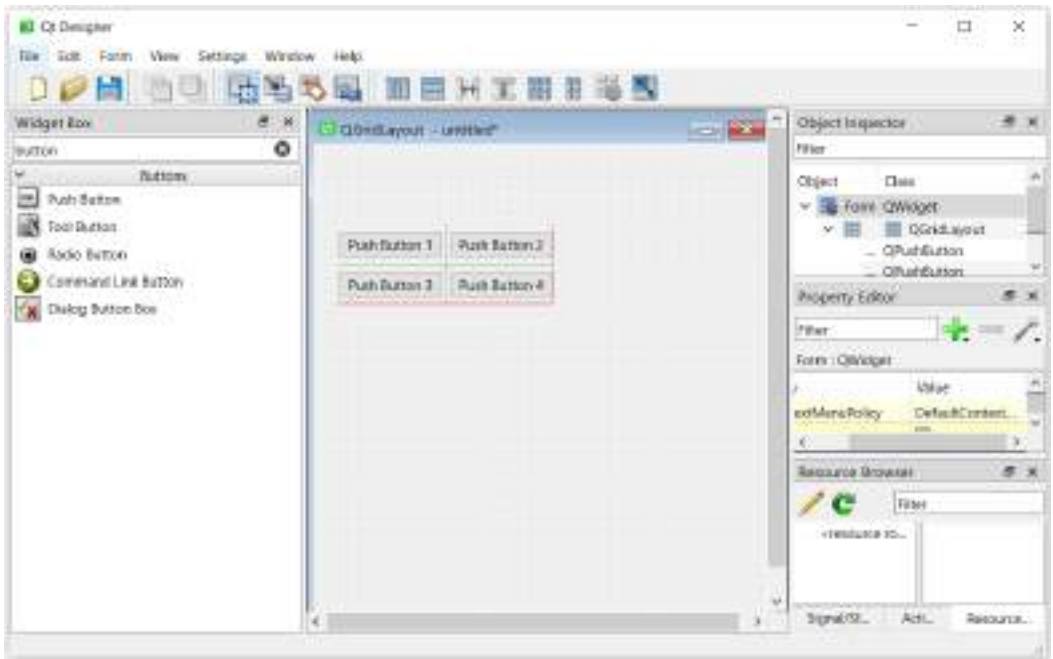 Qt Designer
File Edit Form View Settings Window Help
Widget Box
button
Buttons
Push Button
Tool Button
Radio Button
Command Link Button
Dialog Button Box
QGridLayout - untitled*
Push Button 1 Push Button 2
Push Button 3 Push Button 4
Object Inspector
Filter
Object Class
Form QWidget
QGridLayout
QPushButton
QPushButton
Property Editor
Filter
Form : QWidget
Value
extMenuPolicy DefaultContext...
Resource Browser
Filter
<resource ro...
Signal/Sl... Acti... Resource...